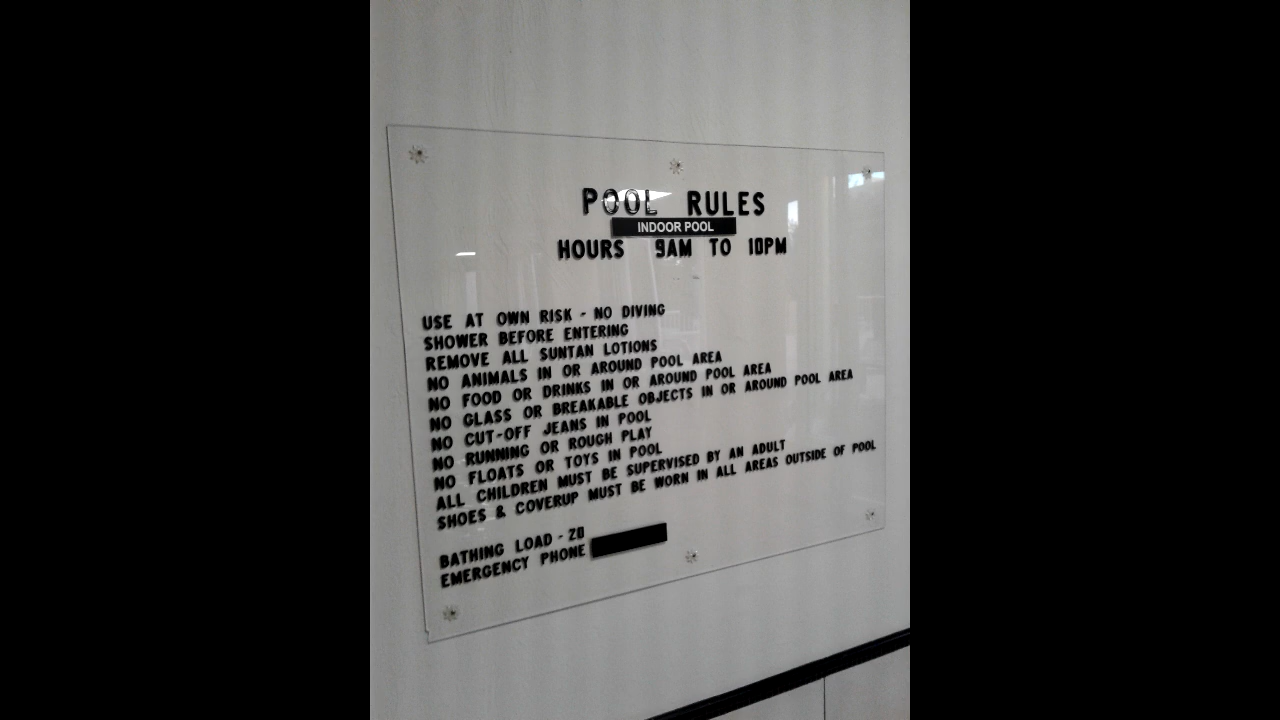 POOL RULES
INDOOR POOL
HOURS 9AM TO 10PM
USE AT OWN RISK - NO DIVING
SHOWER BEFORE ENTERING
REMOVE ALL SUNTAN LOTIONS
NO ANIMALS IN OR AROUND POOL AREA
NO FOOD OR DRINKS IN OR AROUND POOL AREA
NO GLASS OR BREAKABLE OBJECTS IN OR AROUND POOL AREA
NO CUT-OFF JEANS IN POOL
NO RUNNING OR ROUGH PLAY
NO FLOATS OR TOYS IN POOL
ALL CHILDREN MUST BE SUPERVISED BY AN ADULT
SHOES & COVERUP MUST BE WORN IN ALL AREAS OUTSIDE OF POOL
BATHING LOAD - 20
EMERGENCY PHONE